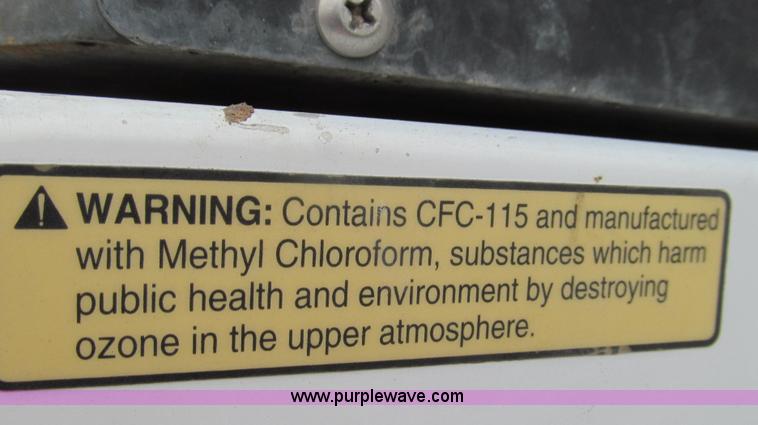 WARNING: Contains CFC-115 and manufactured
with Methyl Chloroform, substances which harm
public health and environment by destroying
ozone in the upper atmosphere.
www.purplewave.com